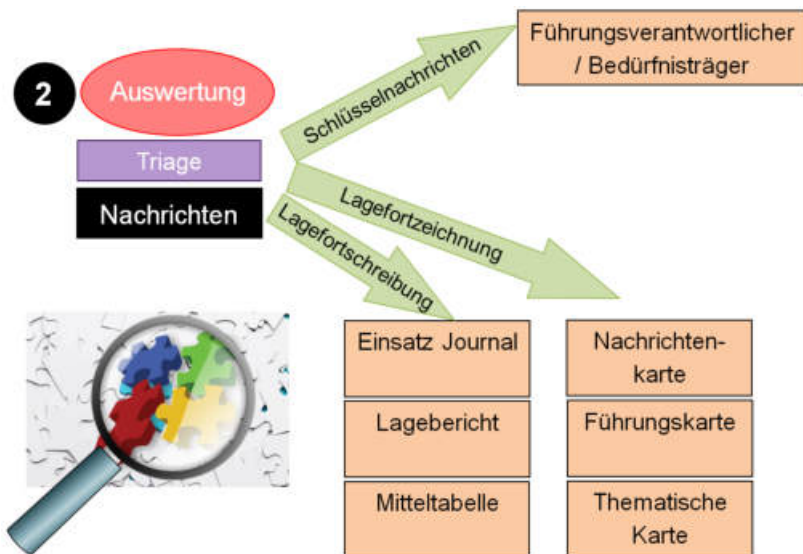 2
Auswertung
Triage
Nachrichten
Schlüsselnachrichten
Lagefortzeichnung
Lagefortschreibung
Führungsverantwortlicher
/ Bedürfnisträger
Einsatz Journal
Nachrichten-
karte
Lagebericht
Führungskarte
Mitteltabelle
Thematische
Karte